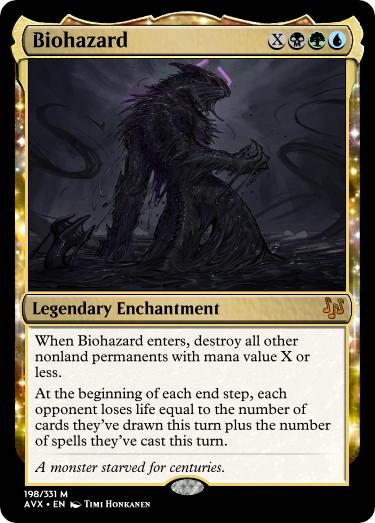 Biohazard X
Legendary Enchantment
When Biohazard enters, destroy all other
nonland permanents with mana value X or
less.
At the beginning of each end step, each
opponent loses life equal to the number of
cards they've drawn this turn plus the number
of spells they've cast this turn.
A monster starved for centuries.
198/331 M
AVX • EN Timi Honkanen